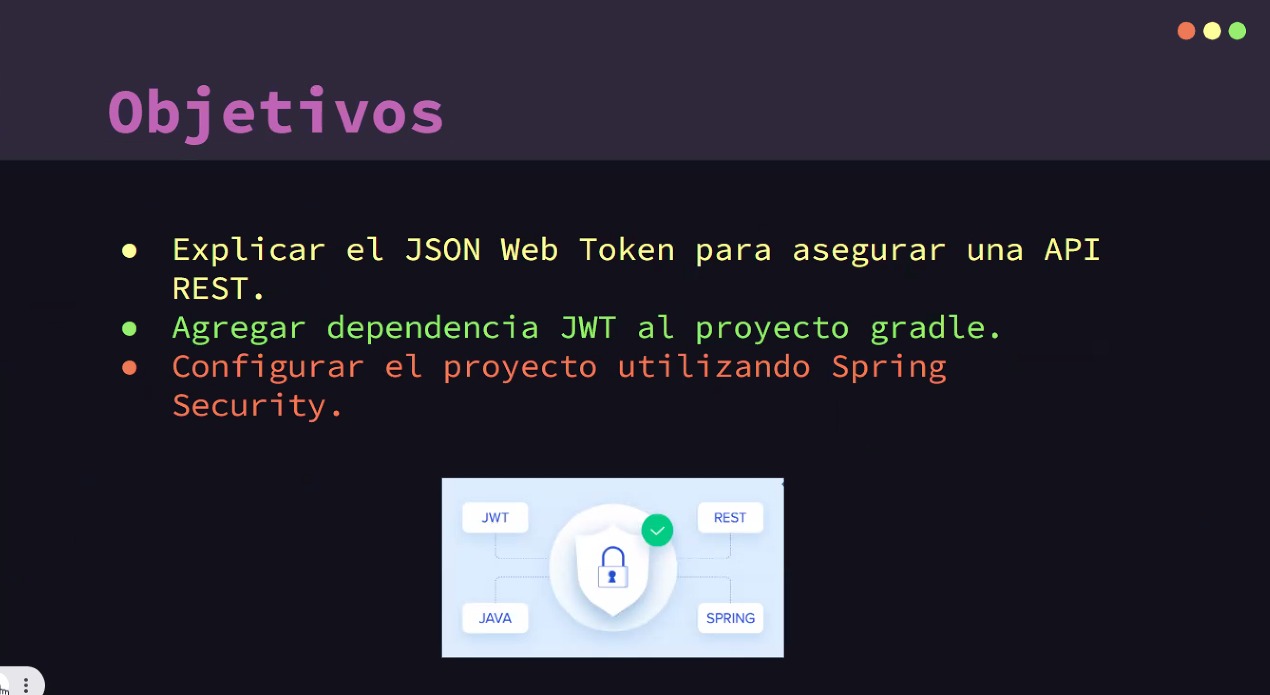 Objetivos
● Explicar el JSON Web Token para asegurar una API
REST.
● Agregar dependencia JWT al proyecto gradle.
● Configurar el proyecto utilizando Spring
Security.
JWT
REST
JAVA
SPRING